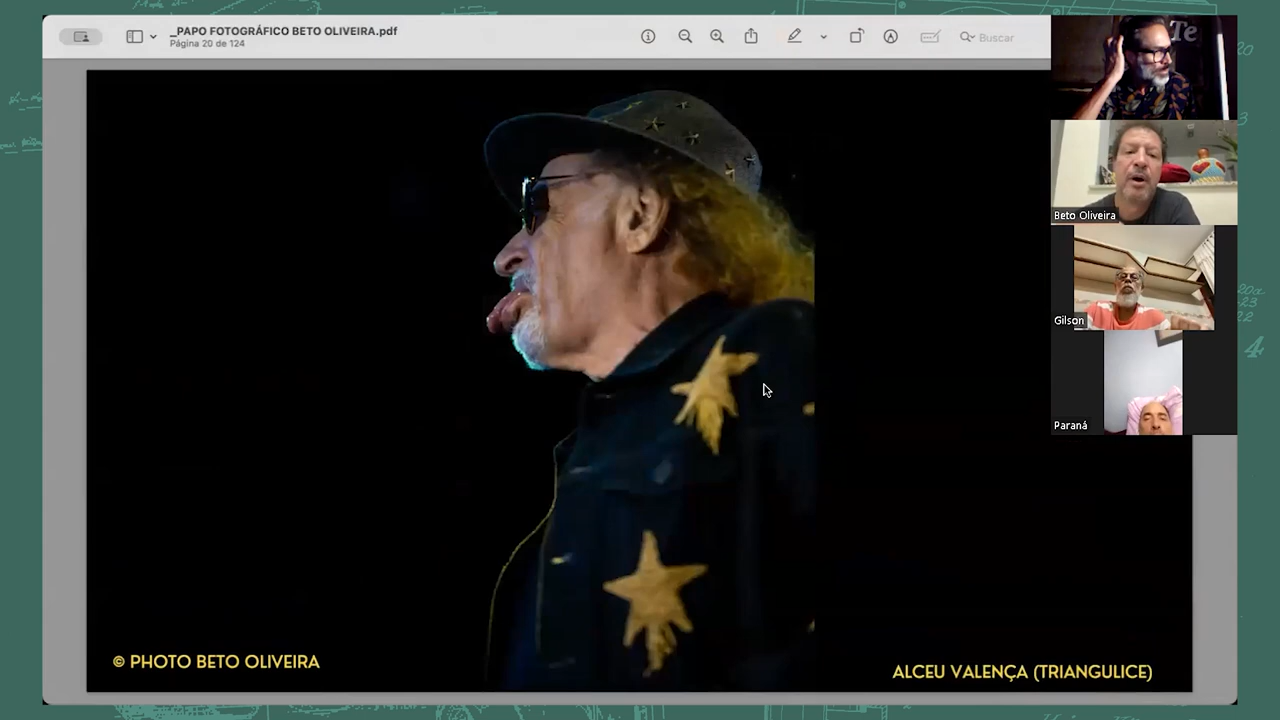 _PAPO FOTOGRÁFICO BETO OLIVEIRA.pdf
Página 20 de 124
Buscar
Te
Beto Oliveira
Gilson
Paraná
© PHOTO BETO OLIVEIRA
ALCEU VALENÇA (TRIANGULICE)